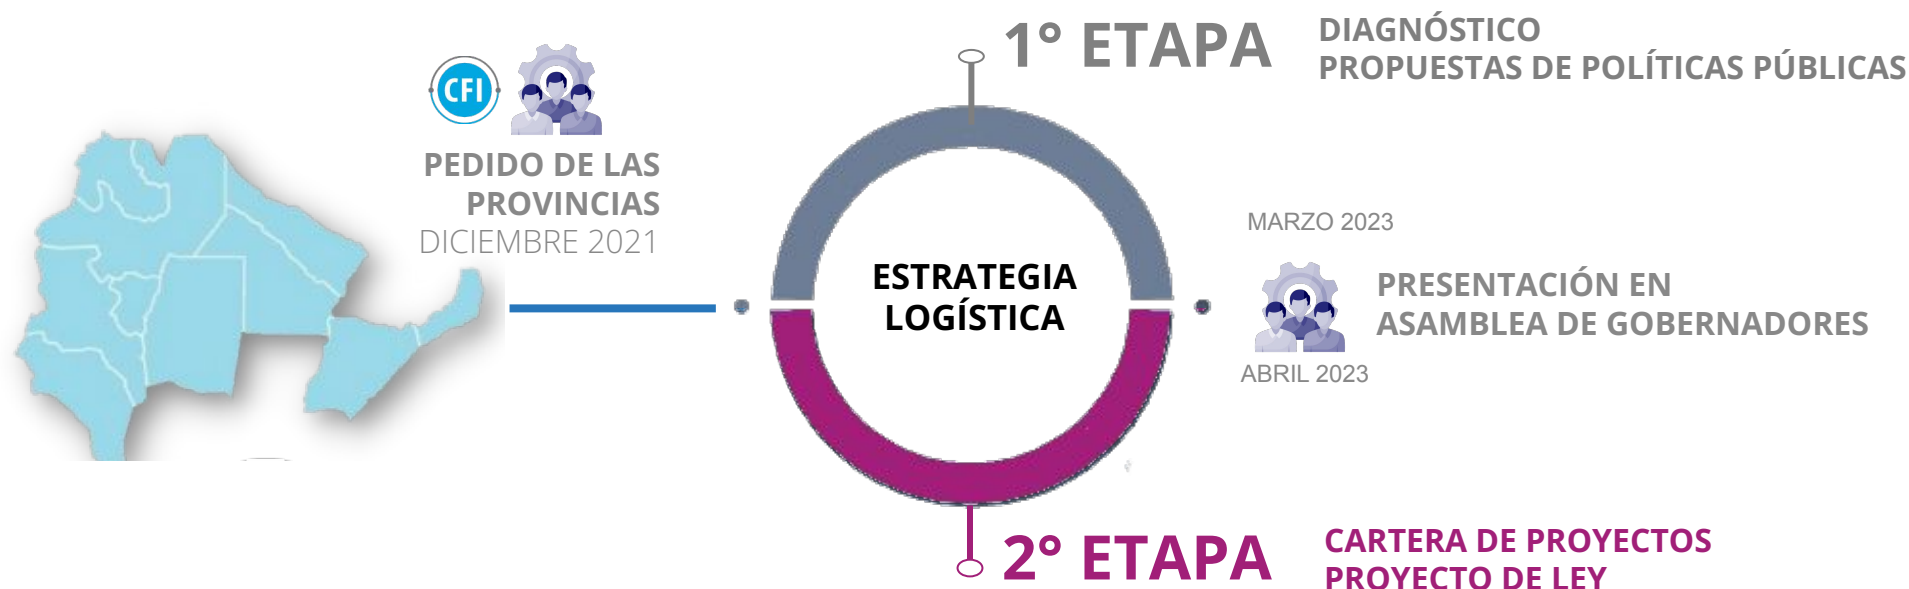 CFI
PEDIDO DE LAS
PROVINCIAS
DICIEMBRE 2021
ESTRATEGIA
LOGÍSTICA
1° ETAPA
DIAGNÓSTICO
PROPUESTAS DE POLÍTICAS PÚBLICAS
MARZO 2023
PRESENTACIÓN EN
ASAMBLEA DE GOBERNADORES
ABRIL 2023
2° ETAPA
CARTERA DE PROYECTOS
PROYECTO DE LEY